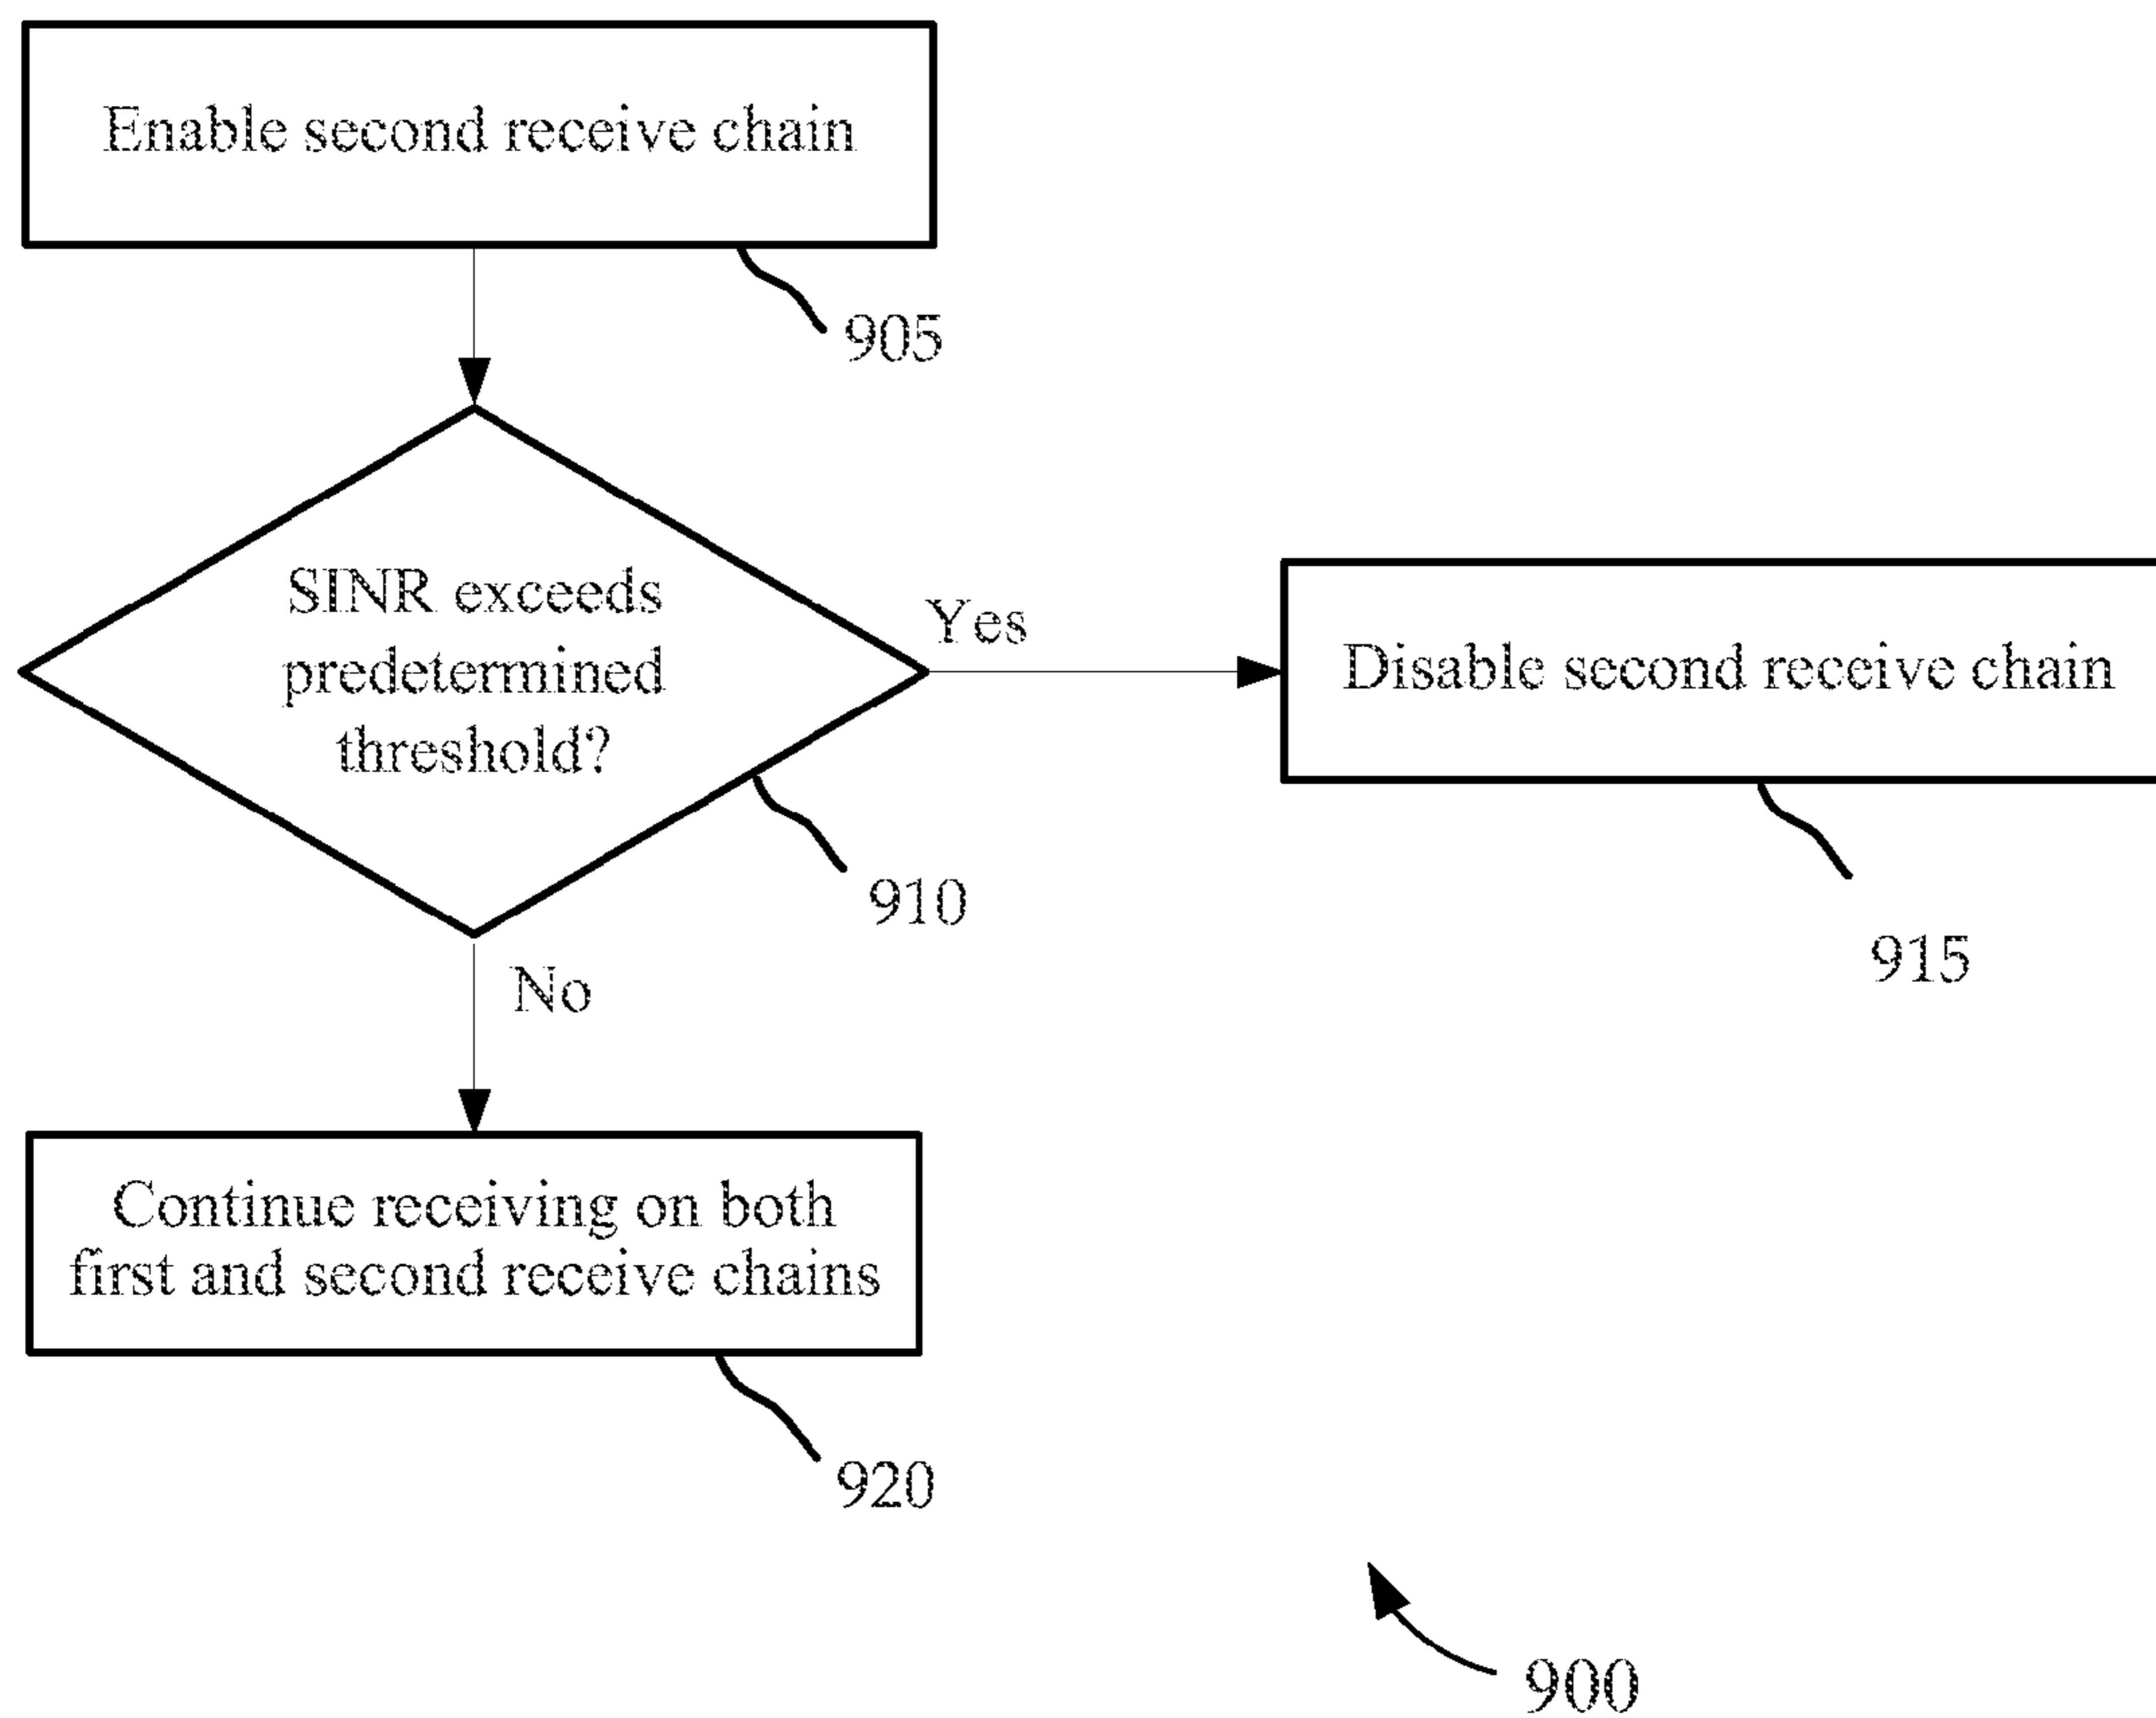 Enable second receive chain
905
SINR exceeds
predetermined
threshold?
Yes
Disable second receive chain
910
915
No
Continue receiving on both
first and second receive chains
920
900